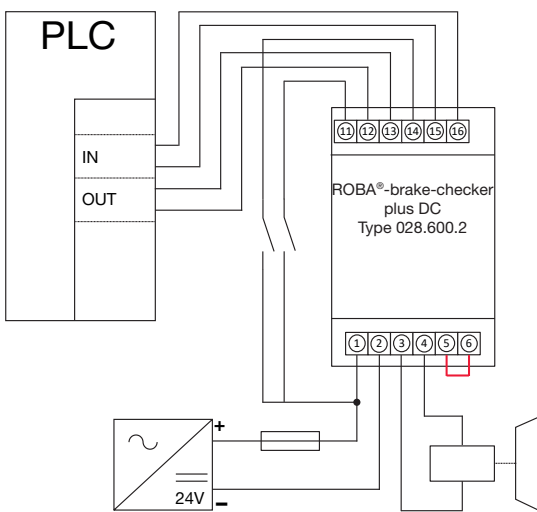 PLC
IN
OUT
11 12 13 14 15 16
ROBA®-brake-checker
plus DC
Type 028.600.2
1 2 3 4 5 6
+
24V
−